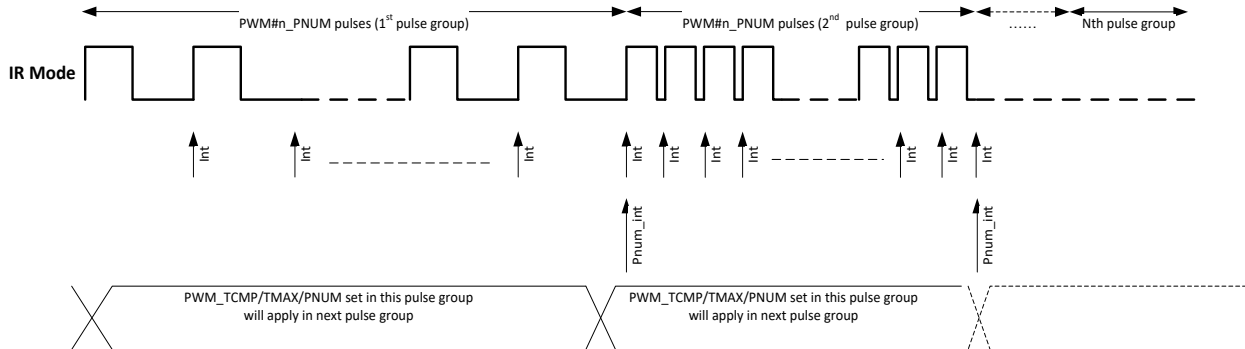 PWM#n_PNUM pulses (1st pulse group)
PWM#n_PNUM pulses (2nd pulse group)
......
Nth pulse group
IR Mode
Int
Int
Int
Int
Int
Int
Int
Int
Int
Int
Pnum_int
Pnum_int
PWM_TCMP/TMAX/PNUM set in this pulse group
will apply in next pulse group
PWM_TCMP/TMAX/PNUM set in this pulse group
will apply in next pulse group